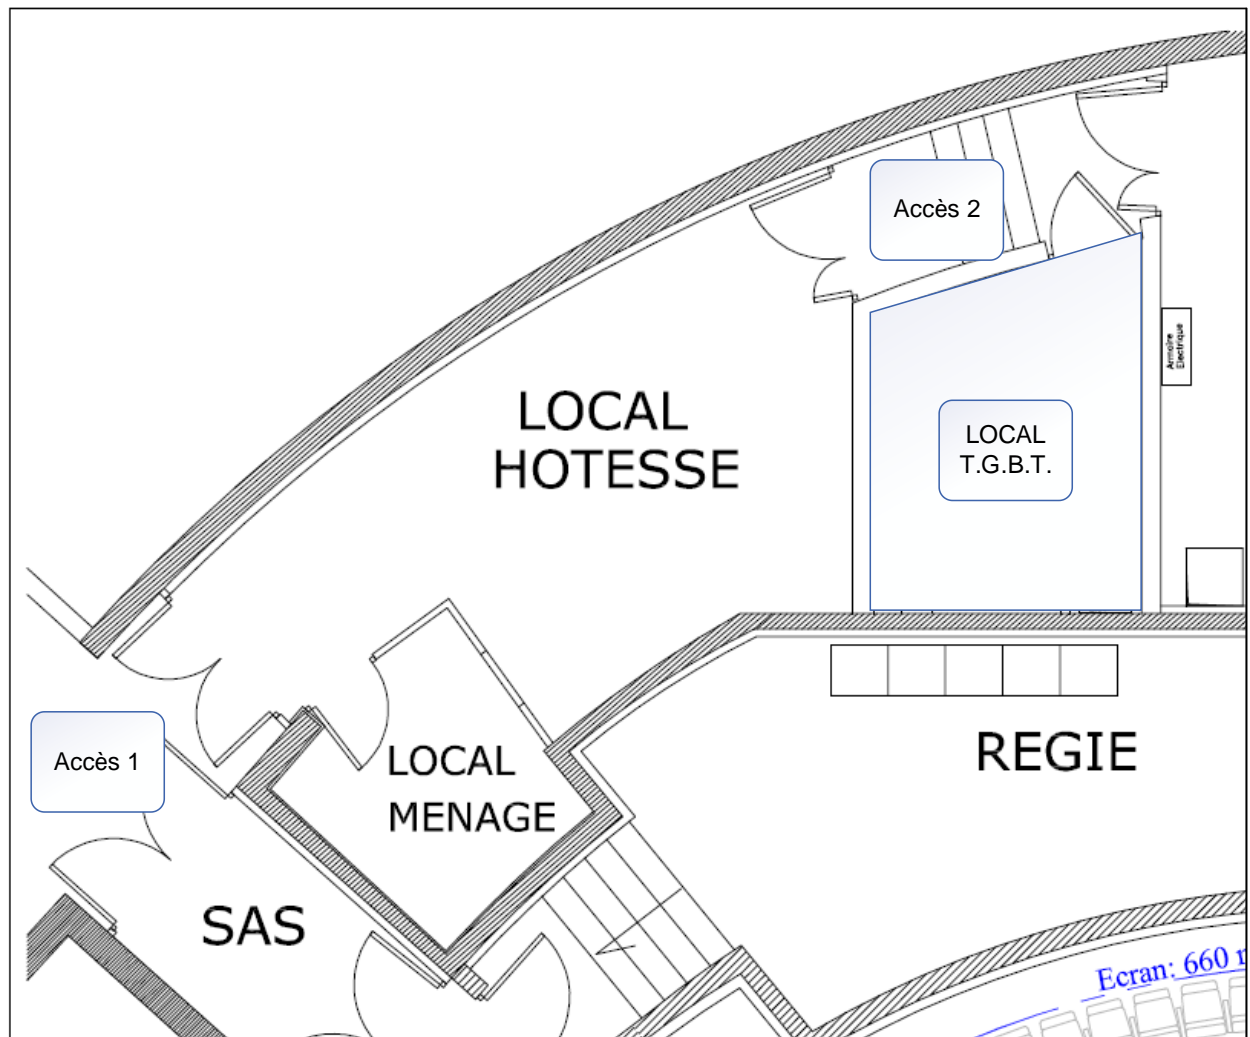 Accès 2
Armoire
Electrique
LOCAL
HOTESSE
LOCAL
T.G.B.T.
Accès 1
LOCAL
MENAGE
REGIE
SAS
Ecran: 660